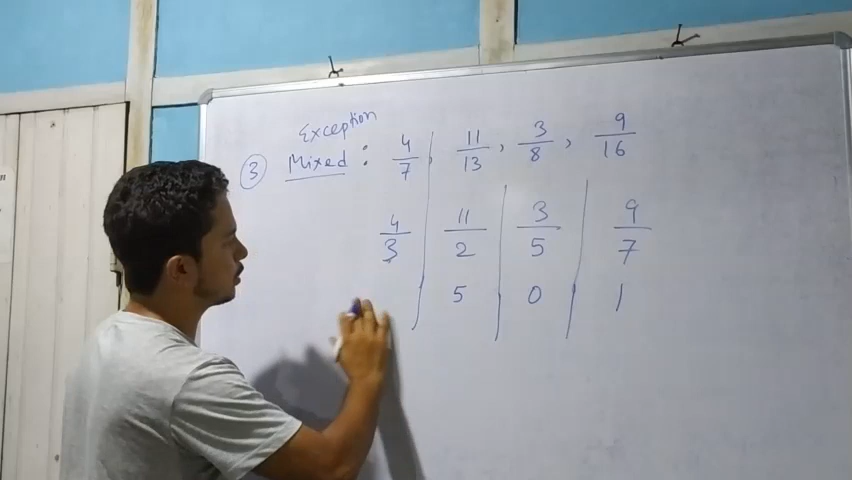 Exception
③ Mixed : 4/7, 11/13, 3/8, 9/16
4/3 | 11/2 | 3/5 | 9/7
| 5 | 0 | 1